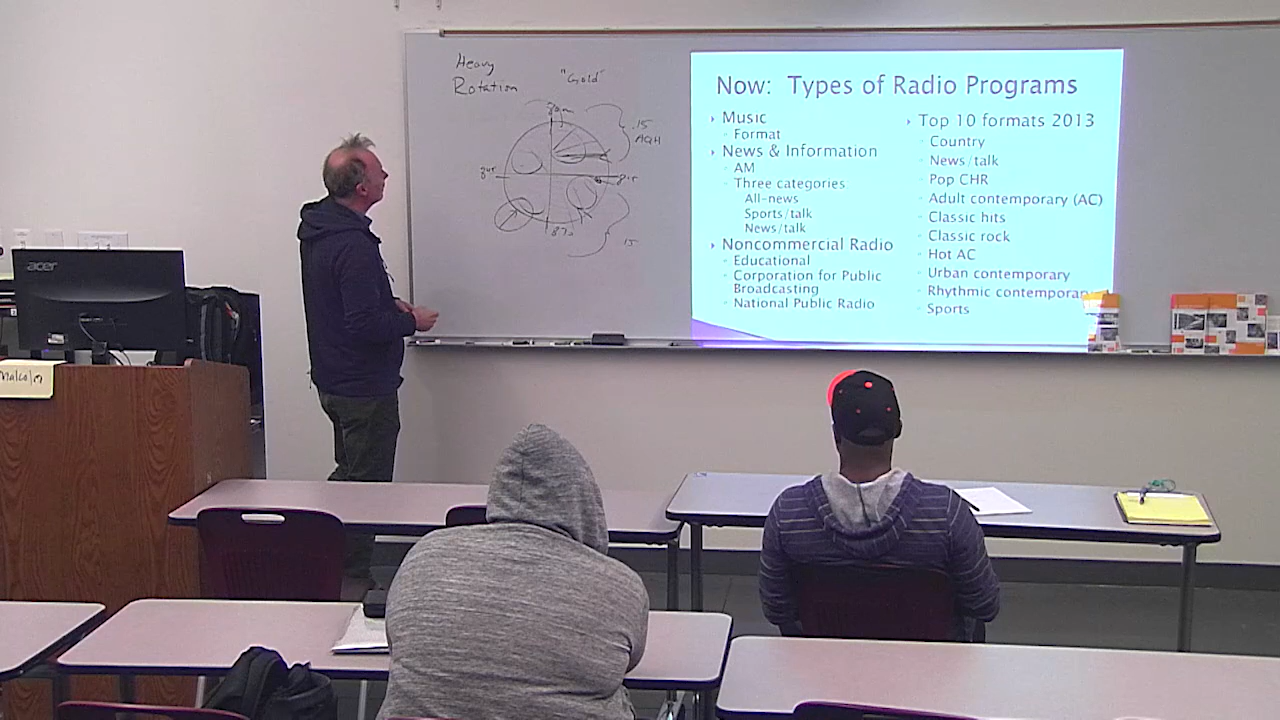 Heavy
Rotation
"Gold"
.15
AQH
15
acer
Malcolm
Now: Types of Radio Programs
Music
Format
News & Information
AM
Three categories
All-news
Sports/talk
News/talk
Noncommercial Radio
Educational
Corporation for Public
Broadcasting
National Public Radio
Top 10 formats 2013
Country
News/talk
Pop CHR
Adult contemporary (AC)
Classic hits
Classic rock
Hot AC
Urban contemporary
Rhythmic contemporar
Sports